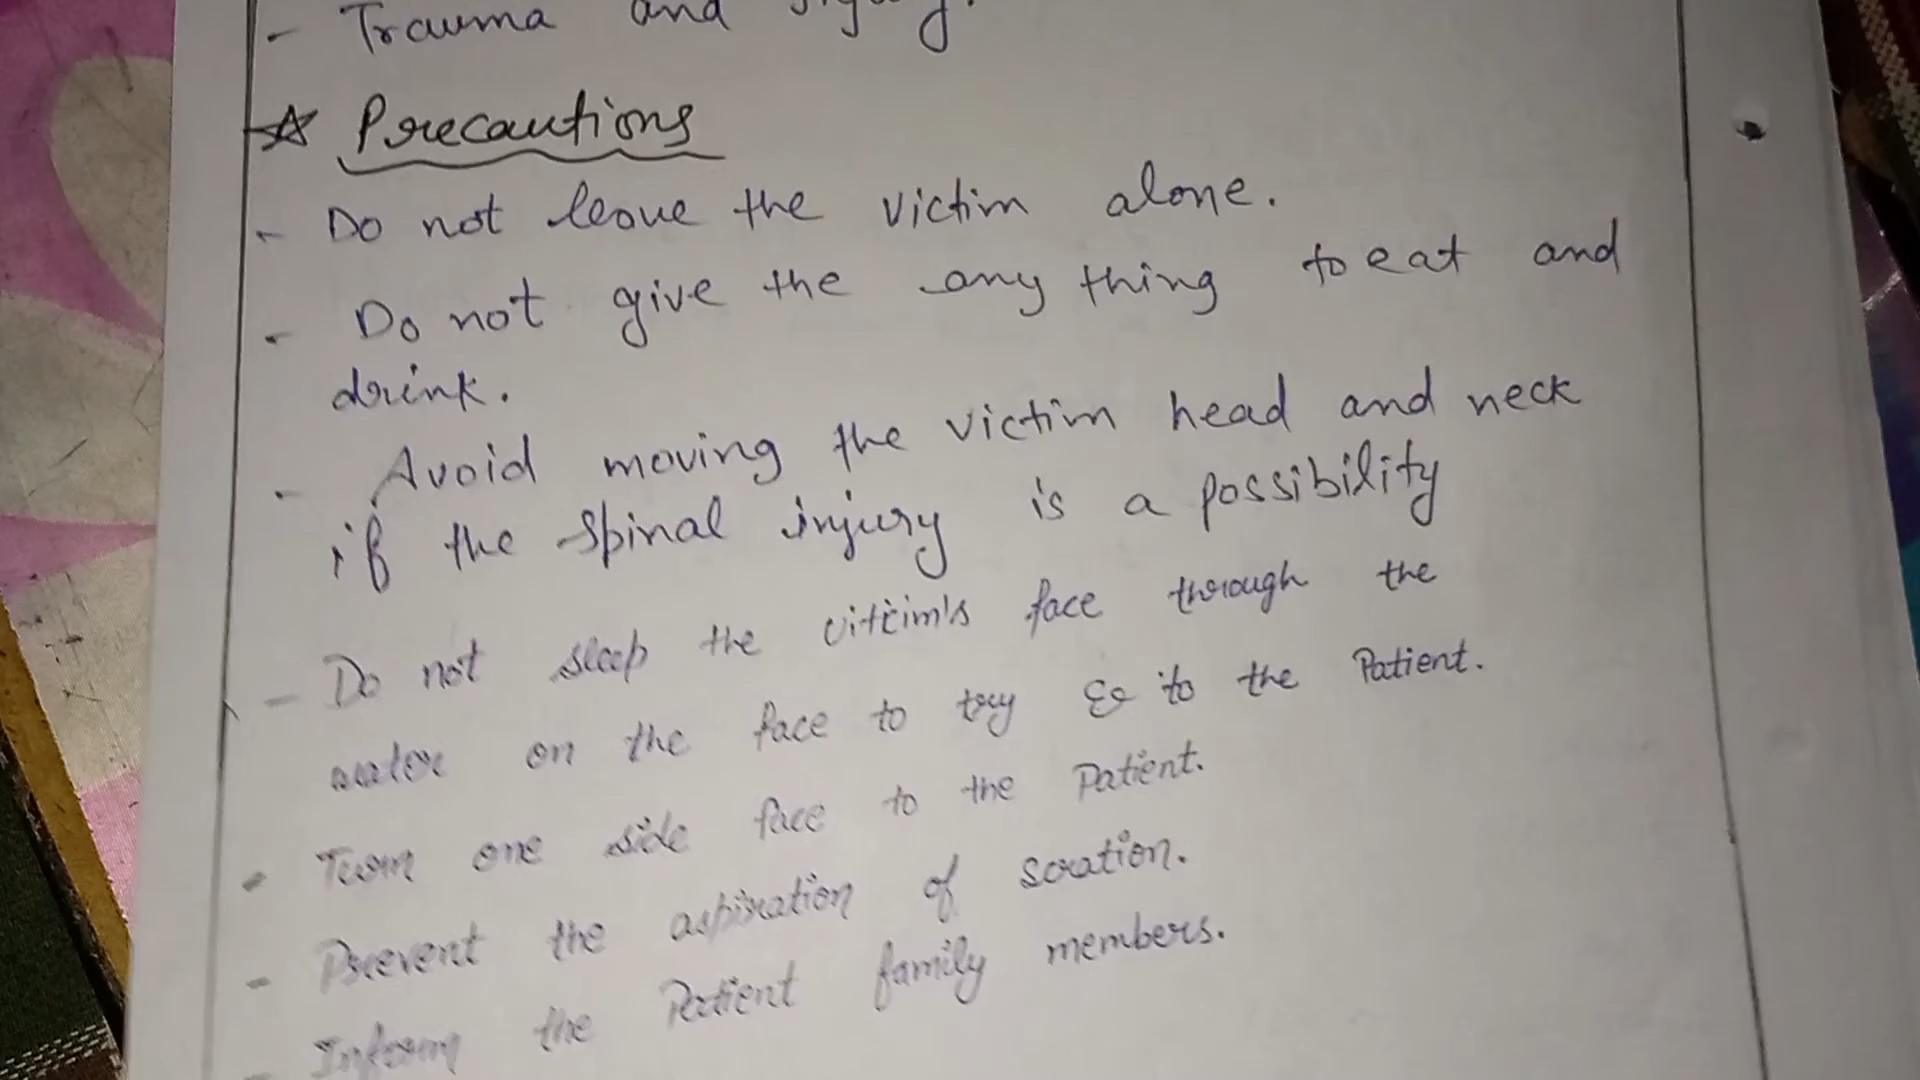 - Trauma and
☆ Precautions
- Do not leave the victim alone.
- Do not give the any thing to eat and
drink.
- Avoid moving the victim head and neck
if the spinal injury is a possibility
- Do not sleep the vitcim's face through the
water on the face to try to the Patient.
- Turn one side face to the Patient.
- Prevent the aspiration of scration.
- Inform the Patient family members.